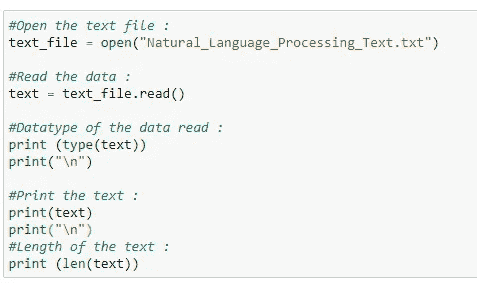 #Open the text file :
text_file = open("Natural_Language_Processing_Text.txt")
#Read the data :
text = text_file.read()
#Datatype of the data read :
print (type(text))
print("\n")
#Print the text :
print(text)
print("\n")
#Length of the text :
print (len(text))